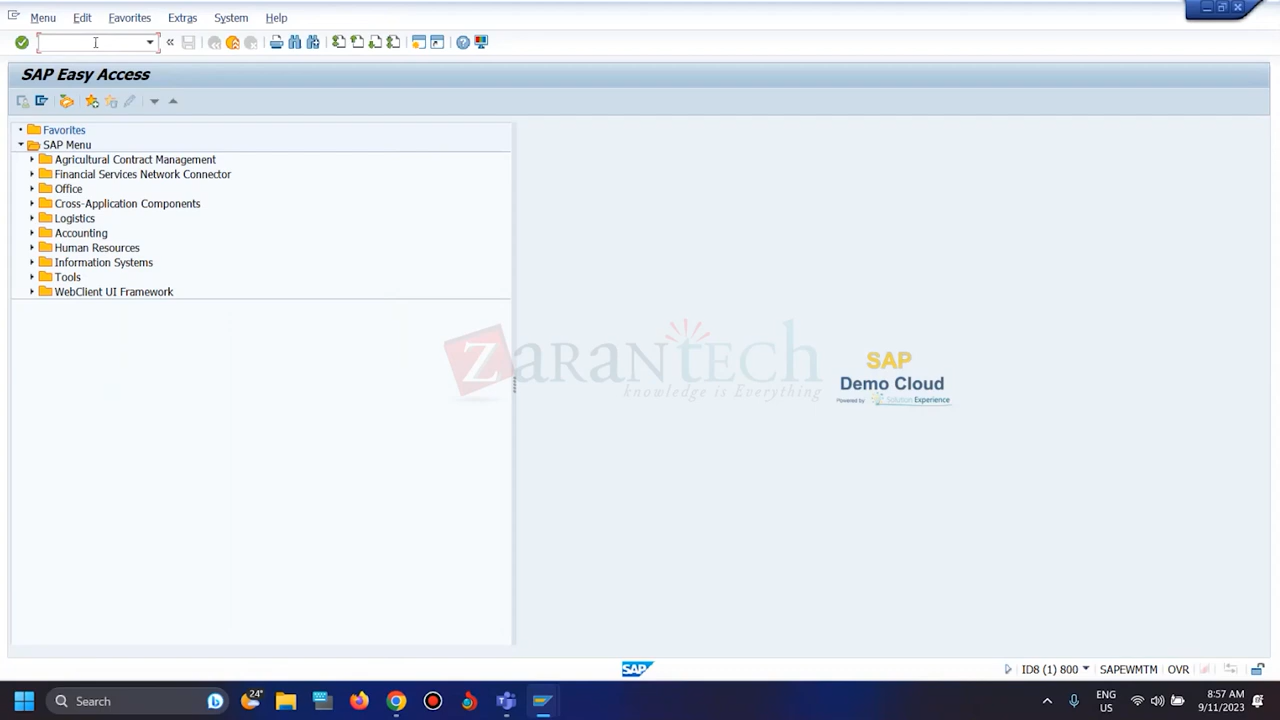 Menu Edit Favorites Extras System Help
SAP Easy Access
Favorites
SAP Menu
Agricultural Contract Management
Financial Services Network Connector
Office
Cross-Application Components
Logistics
Accounting
Human Resources
Information Systems
Tools
WebClient UI Framework
ZARANTECH
knowledge is Everything
SAP
Demo Cloud
Powered by Solution Experience
SAP
ID8 (1) 800 SAPEWMTM OVR
Search
24°
ENG
US
8:57 AM
9/11/2023